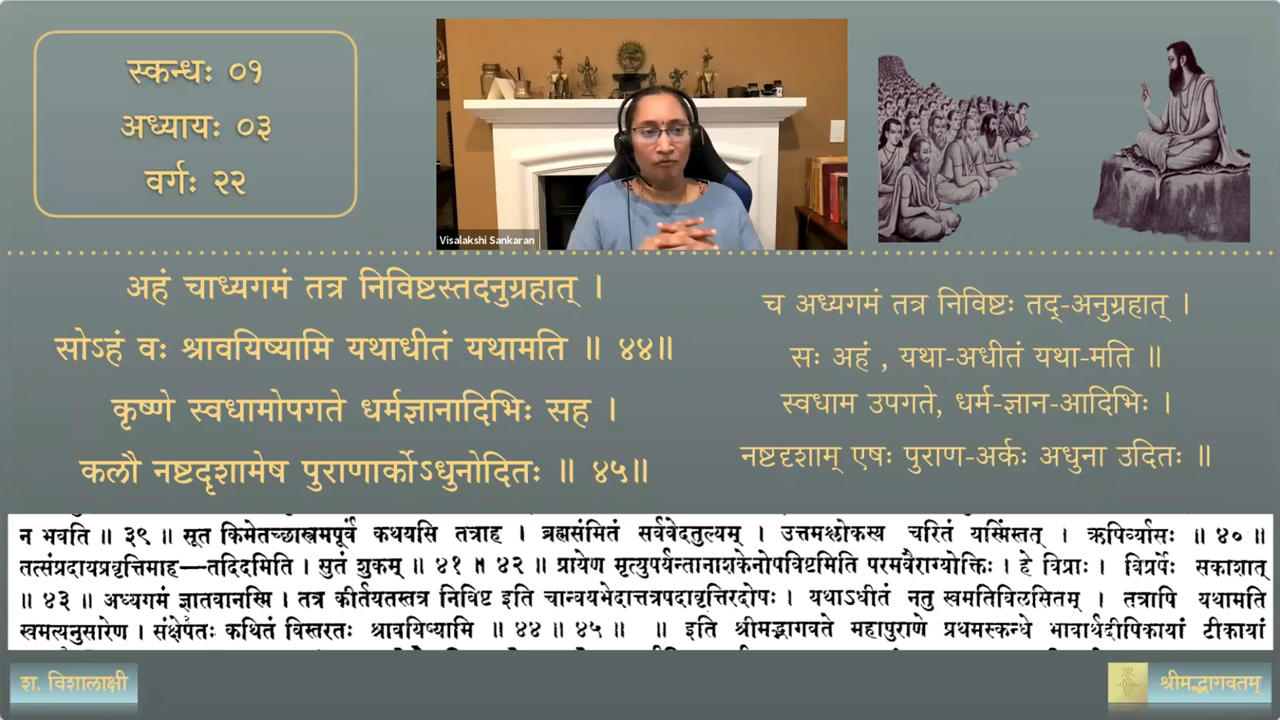 स्कन्धः ०१
अध्यायः ०३
वर्गः २२
Visalakshi Sankaran
अहं चाध्यगमं तत्र निविष्टस्तदनुग्रहात् ।
सोऽहं वः श्रावयिष्यामि यथाधीतं यथामति ॥ ४४॥
कृष्णे स्वधामोपगते धर्मज्ञानादिभिः सह ।
कलौ नष्टदृशामेष पुराणार्कोऽधुनोदितः ॥ ४५॥
च अध्यगमं तत्र निविष्टः तद्-अनुग्रहात् ।
सः अहं , यथा-अधीतं यथा-मति ॥
स्वधाम उपगते, धर्म-ज्ञान-आदिभिः ।
नष्टदृशाम् एषः पुराण-अर्कः अधुना उदितः ॥
न भवति ॥ ३९ ॥ सूत किमेतच्छास्त्रमपूर्वं कथयसि तत्राह । ब्रह्मसंमितं सर्ववेदतुल्यम् । उत्तमश्लोकस्य चरितं यस्मिंस्तत् । ऋषिर्व्यासः ॥ ४० ॥
तत्संप्रदायप्रवृत्तिमाह—तदिदमिति । सुतं शुकम् ॥ ४१ ॥ ४२ ॥ प्रायेण मृत्युपर्यन्तानाशकेनोपविष्टमिति परमवैराग्योक्तिः । हे विप्राः । विप्रर्षेः सकाशात्
॥ ४३ ॥ अध्यगमं ज्ञातवानस्मि । तत्र कीर्तयतस्तत्र निविष्ट इति चान्वयभेदात्तत्रपदावृत्तिरदोषः । यथाऽधीतं नतु स्वमतिविलसितम् । तत्रापि यथामति
स्वमत्यनुसारेण । संक्षेपतः कथितं विस्तरतः श्रावयिष्यामि ॥ ४४ ॥ ४५ ॥ ॥ इति श्रीमद्भागवते महापुराणे प्रथमस्कन्धे भावार्थदीपिकायां टीकायां
श. विशालाक्षी
श्रीमद्भागवतम्